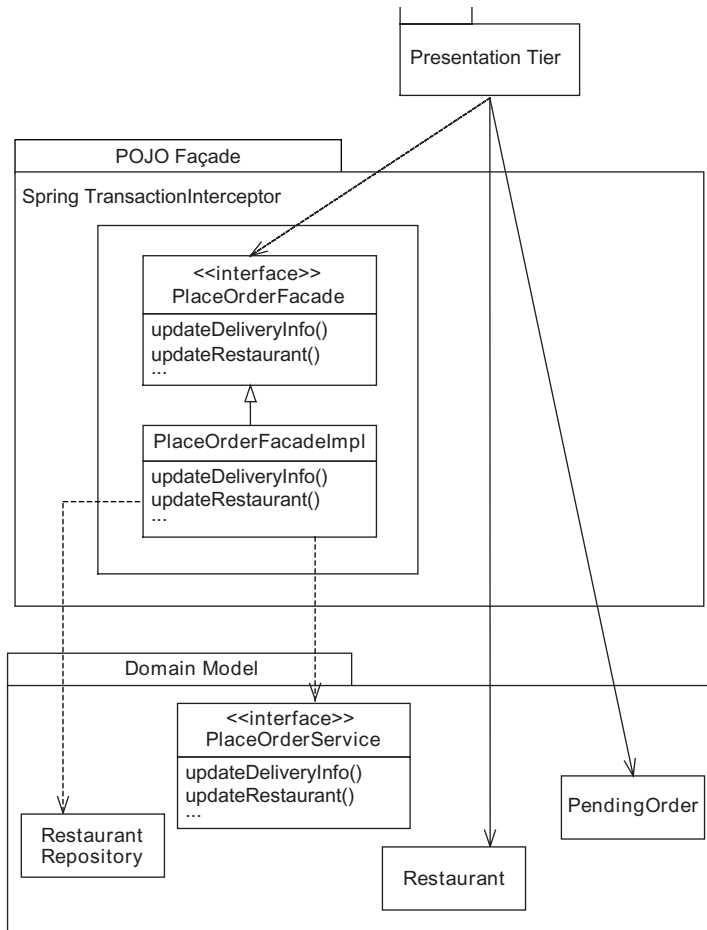 Presentation Tier
POJO Façade
Spring TransactionInterceptor
<<interface>>
PlaceOrderFacade
updateDeliveryInfo()
updateRestaurant()
...
PlaceOrderFacadeImpl
updateDeliveryInfo()
updateRestaurant()
...
Domain Model
<<interface>>
PlaceOrderService
updateDeliveryInfo()
updateRestaurant()
...
PendingOrder
Restaurant
Repository
Restaurant